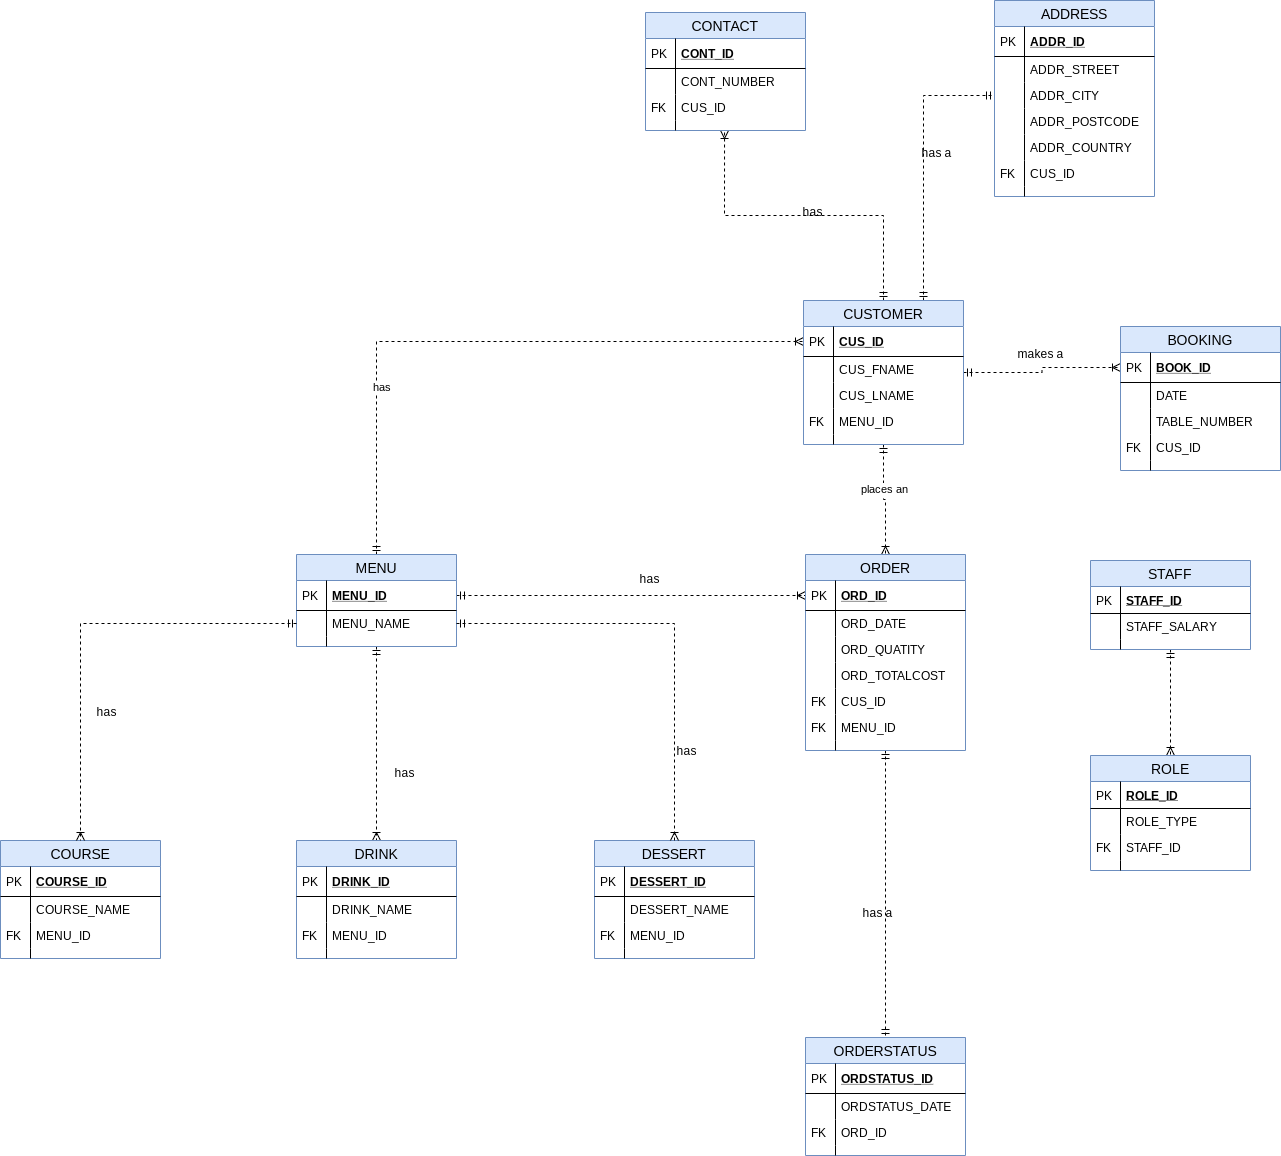 CONTACT
PK CONT_ID
CONT_NUMBER
FK CUS_ID
ADDRESS
PK ADDR_ID
ADDR_STREET
ADDR_CITY
ADDR_POSTCODE
ADDR_COUNTRY
FK CUS_ID
has a
has
CUSTOMER
PK CUS_ID
CUS_FNAME
CUS_LNAME
FK MENU_ID
makes a
BOOKING
PK BOOK_ID
DATE
TABLE_NUMBER
FK CUS_ID
has
places an
MENU
PK MENU_ID
MENU_NAME
has
ORDER
PK ORD_ID
ORD_DATE
ORD_QUATITY
ORD_TOTALCOST
FK CUS_ID
FK MENU_ID
STAFF
PK STAFF_ID
STAFF_SALARY
has
has
has
ROLE
PK ROLE_ID
ROLE_TYPE
FK STAFF_ID
COURSE
PK COURSE_ID
COURSE_NAME
FK MENU_ID
DRINK
PK DRINK_ID
DRINK_NAME
FK MENU_ID
DESSERT
PK DESSERT_ID
DESSERT_NAME
FK MENU_ID
has a
ORDERSTATUS
PK ORDSTATUS_ID
ORDSTATUS_DATE
FK ORD_ID